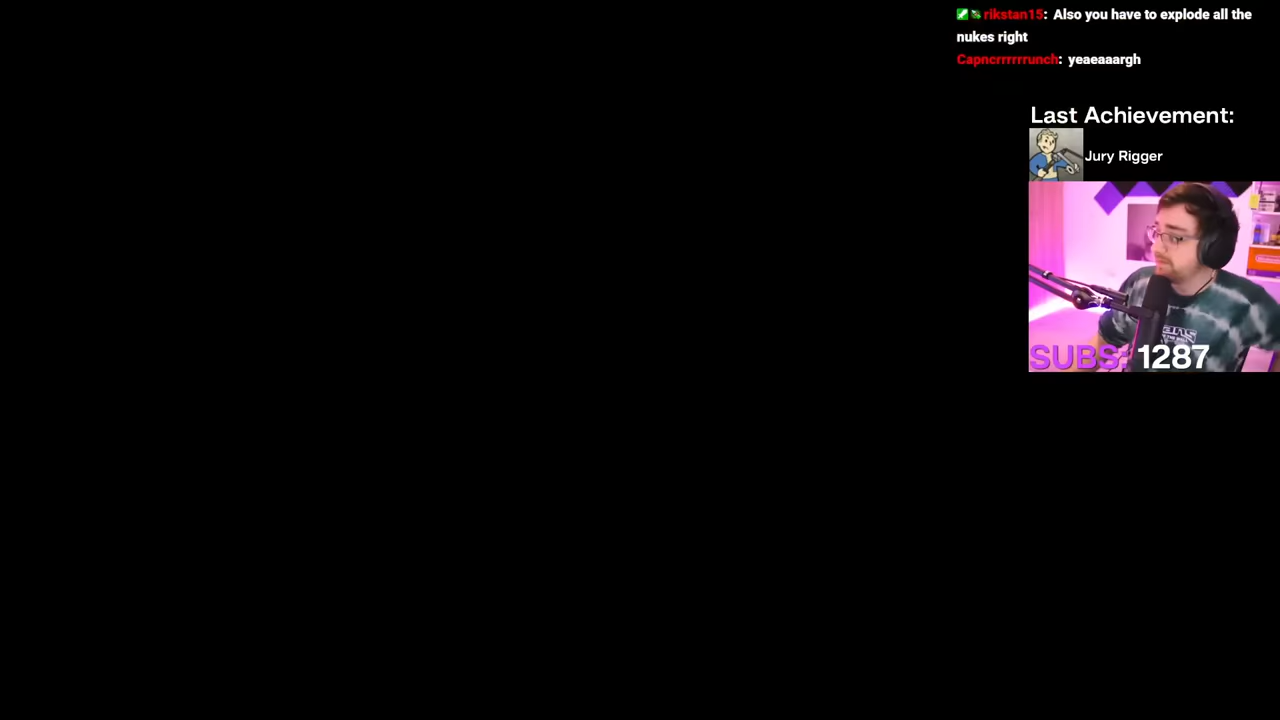 rikstan15: Also you have to explode all the
nukes right
Capncrrrrrrunch: yeaeaaargh
Last Achievement:
Jury Rigger
SUBS: 1287